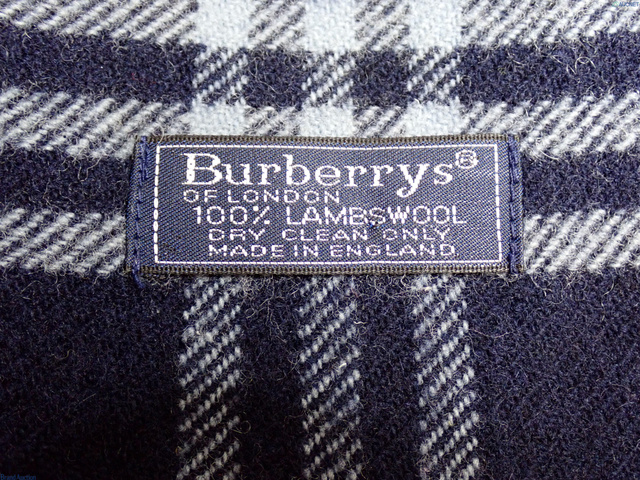 Burberrys®
OF LONDON
100% LAMBSWOOL
DRY CLEAN ONLY
MADE IN ENGLAND